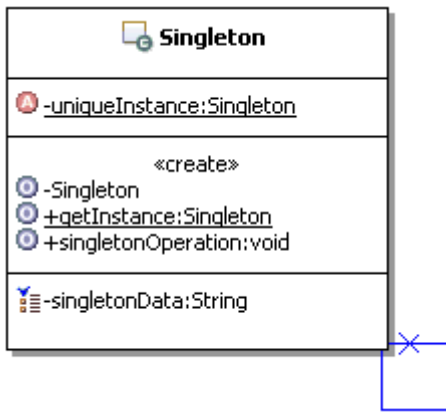 Singleton
-uniqueInstance:Singleton
«create»
-Singleton
+getInstance:Singleton
+singletonOperation:void
-singletonData:String